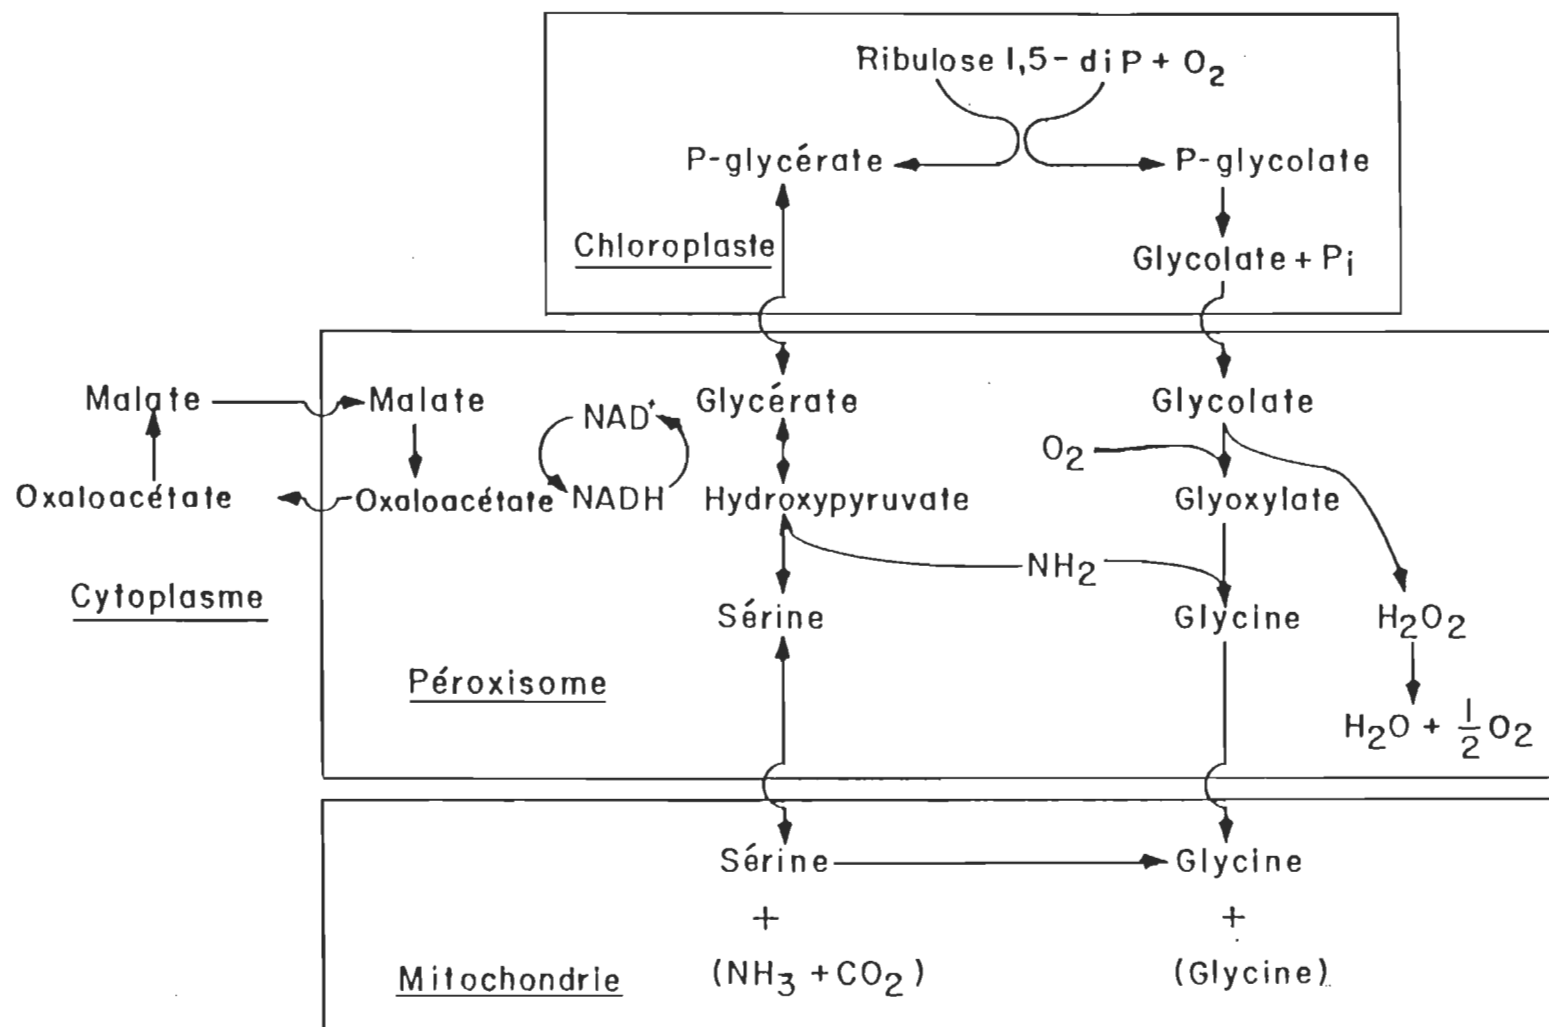 Ribulose 1,5- di P + O2
P-glycérate
P-glycolate
Chloroplaste
Glycolate + Pi
Malate
Malate
NAD+
Glycérate
Glycolate
O2
Oxaloacétate
Oxaloacétate
NADH
Hydroxypyruvate
Glyoxylate
NH2
Cytoplasme
Sérine
Glycine
H2O2
Péroxisome
H2O + 1/2 O2
Sérine
Glycine
+
+
Mitochondrie
(NH3 + CO2)
(Glycine)